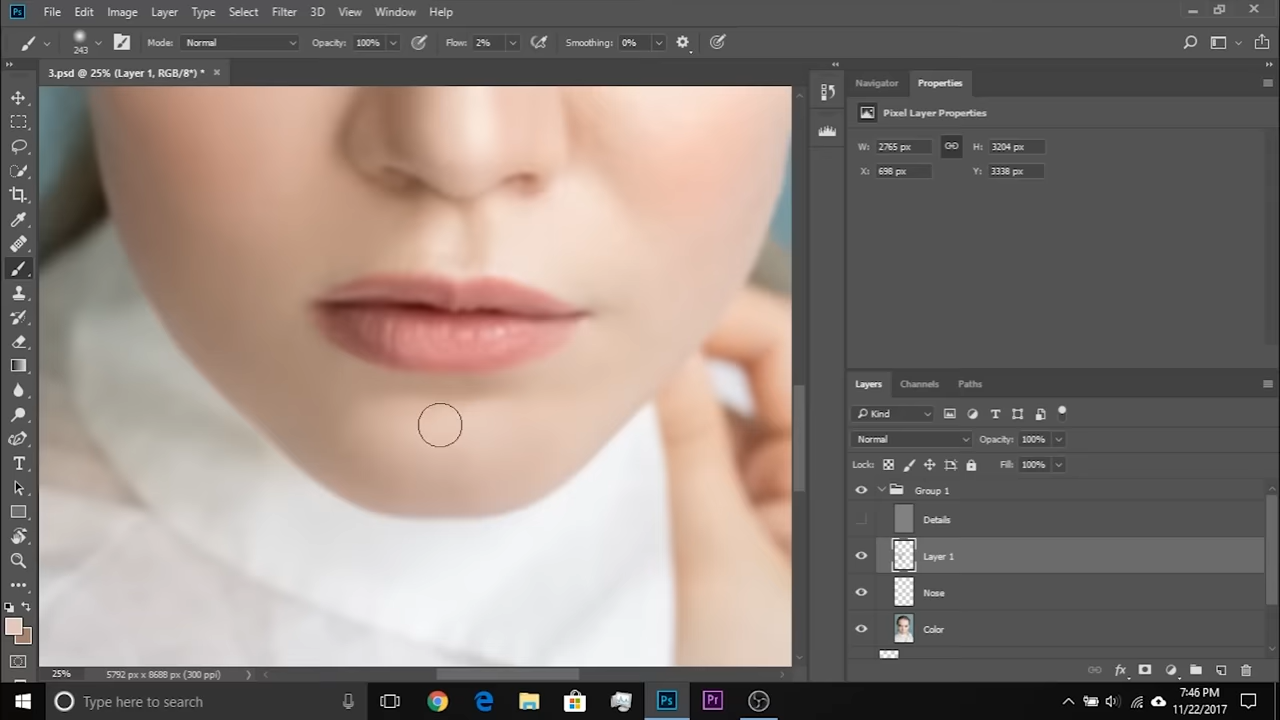 Ps File Edit Image Layer Type Select Filter 3D View Window Help
243 Mode: Normal Opacity: 100% Flow: 2% Smoothing: 0%
3.psd @ 25% (Layer 1, RGB/8*) *
Navigator Properties
Pixel Layer Properties
W: 2765 px H: 3204 px
X: 698 px Y: 3338 px
Layers Channels Paths
Kind
Normal Opacity: 100%
Lock: Fill: 100%
Group 1
Details
Layer 1
Nose
Color
25% 5792 px x 8688 px (300 ppi)
Type here to search
Ps Pr
7:46 PM
11/22/2017